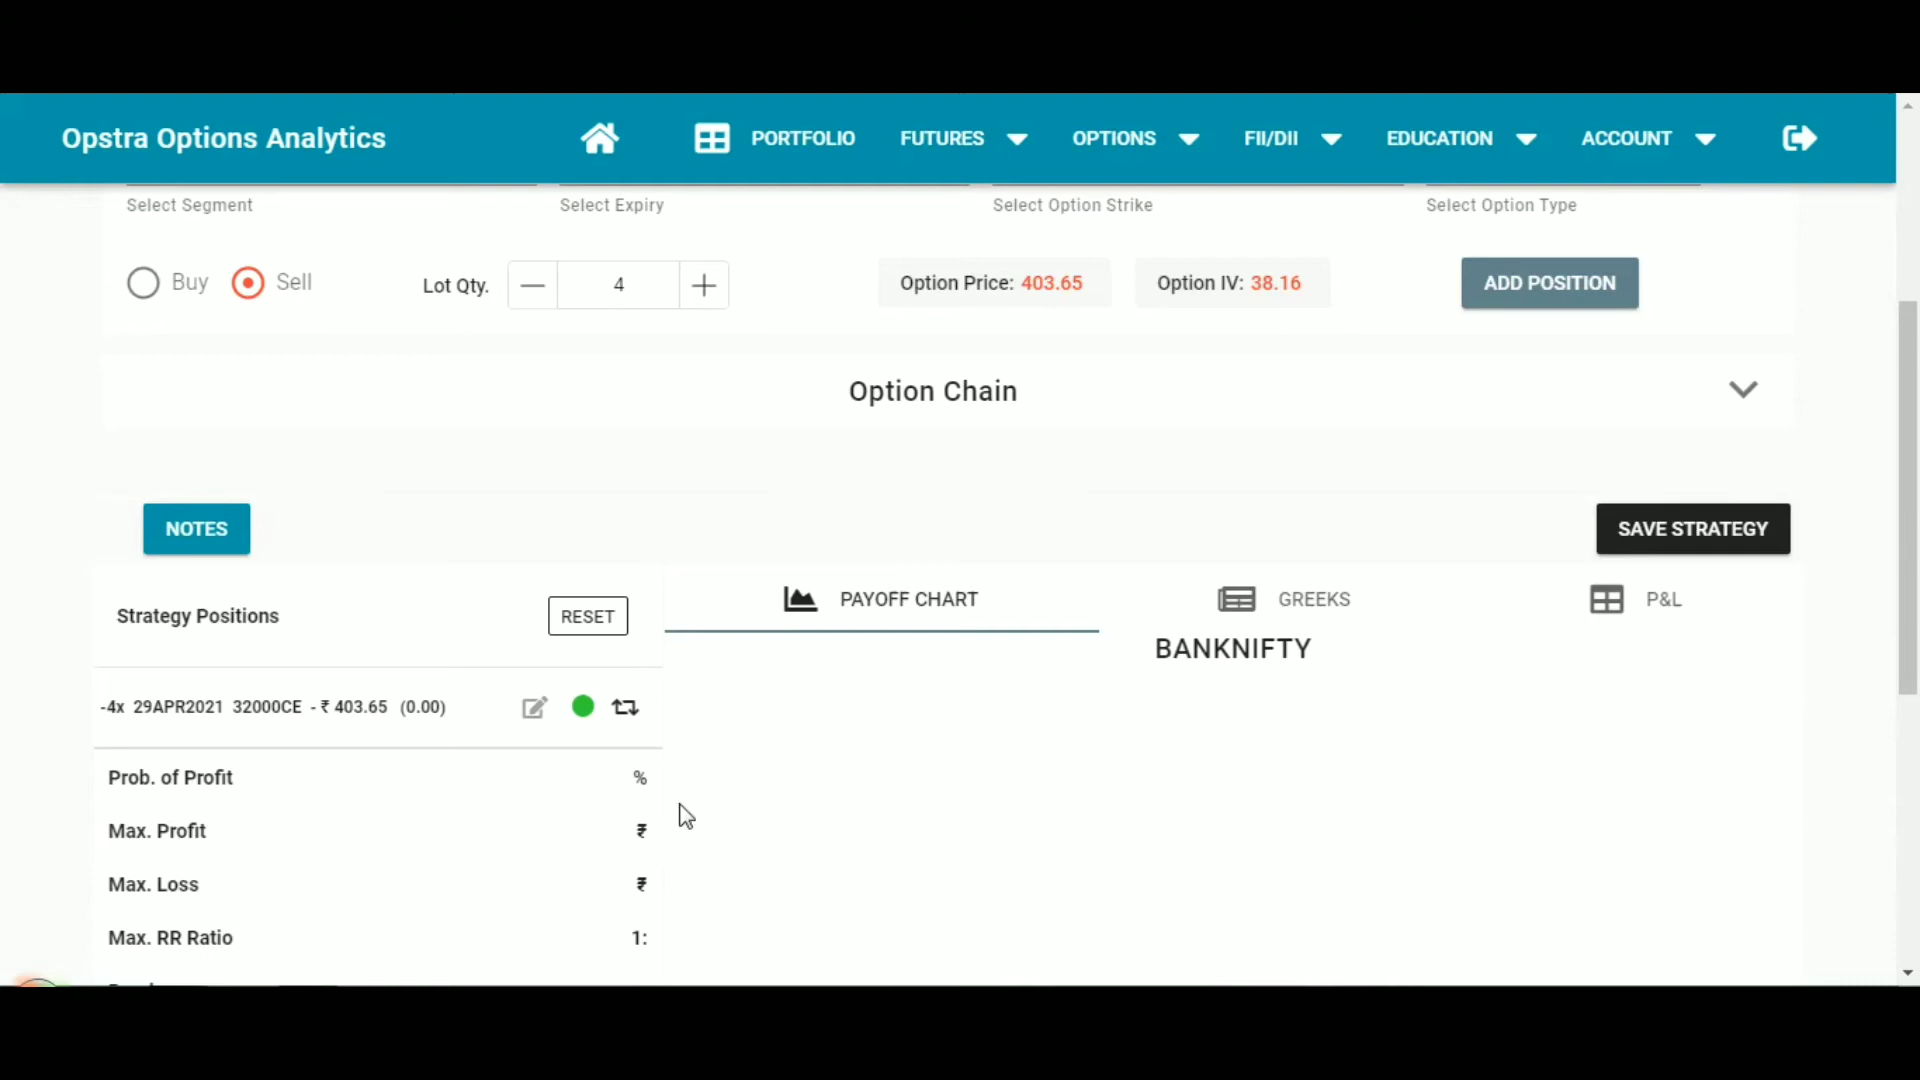 Opstra Options Analytics PORTFOLIO FUTURES OPTIONS FII/DII EDUCATION ACCOUNT
Select Segment Select Expiry Select Option Strike Select Option Type
Buy Sell Lot Qty. 4 Option Price: 403.65 Option IV: 38.16 ADD POSITION
Option Chain
NOTES SAVE STRATEGY
Strategy Positions RESET PAYOFF CHART GREEKS P&L
BANKNIFTY
-4x 29APR2021 32000CE - ₹ 403.65 (0.00)
Prob. of Profit %
Max. Profit ₹
Max. Loss ₹
Max. RR Ratio 1: